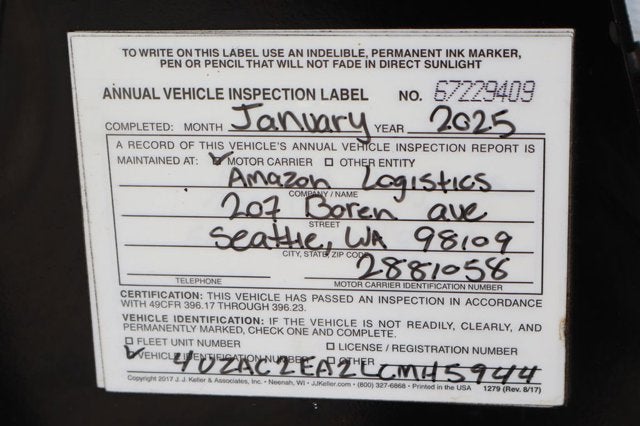 TO WRITE ON THIS LABEL USE AN INDELIBLE, PERMANENT INK MARKER,
PEN OR PENCIL THAT WILL NOT FADE IN DIRECT SUNLIGHT
ANNUAL VEHICLE INSPECTION LABEL NO. 67229409
COMPLETED: MONTH January YEAR 2025
A RECORD OF THIS VEHICLE'S ANNUAL VEHICLE INSPECTION REPORT IS
MAINTAINED AT: MOTOR CARRIER OTHER ENTITY
Amazon Logistics
COMPANY NAME
207 Boren ave
STREET
Seattle, WA 98109
CITY, STATE, ZIP CODE
2881058
TELEPHONE MOTOR CARRIER IDENTIFICATION NUMBER
CERTIFICATION: THIS VEHICLE HAS PASSED AN INSPECTION IN ACCORDANCE
WITH 49CFR 396.17 THROUGH 396.23.
VEHICLE IDENTIFICATION: IF THE VEHICLE IS NOT READILY, CLEARLY, AND
PERMANENTLY MARKED, CHECK ONE AND COMPLETE.
FLEET UNIT NUMBER LICENSE / REGISTRATION NUMBER
VEHICLE IDENTIFICATION NUMBER OTHER
4UZAC2EA2LCMH5944
Copyright 2017 J. J. Keller & Associates, Inc. • Neenah, WI • JJKeller.com • (800) 327-6868 • Printed in the USA 1279 (Rev. 8/17)